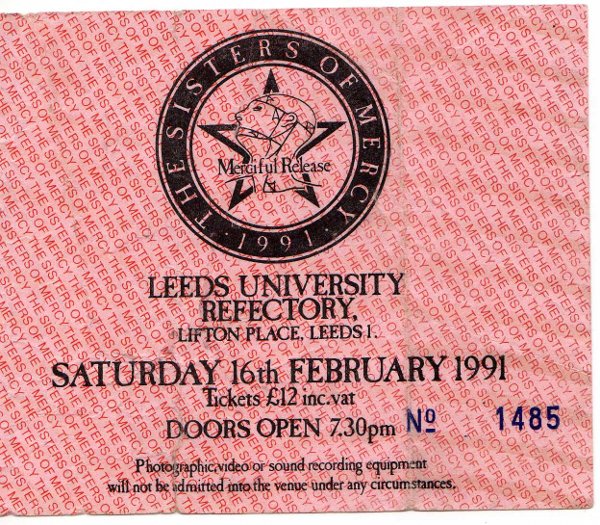 THE SISTERS OF MERCY
Merciful Release
· 1991 ·
LEEDS UNIVERSITY
REFECTORY,
LIFTON PLACE, LEEDS 1.
SATURDAY 16th FEBRUARY 1991
Tickets £12 inc.vat
DOORS OPEN 7.30pm Nº 1485
Photographic, video or sound recording equipment
will not be admitted into the venue under any circumstances.